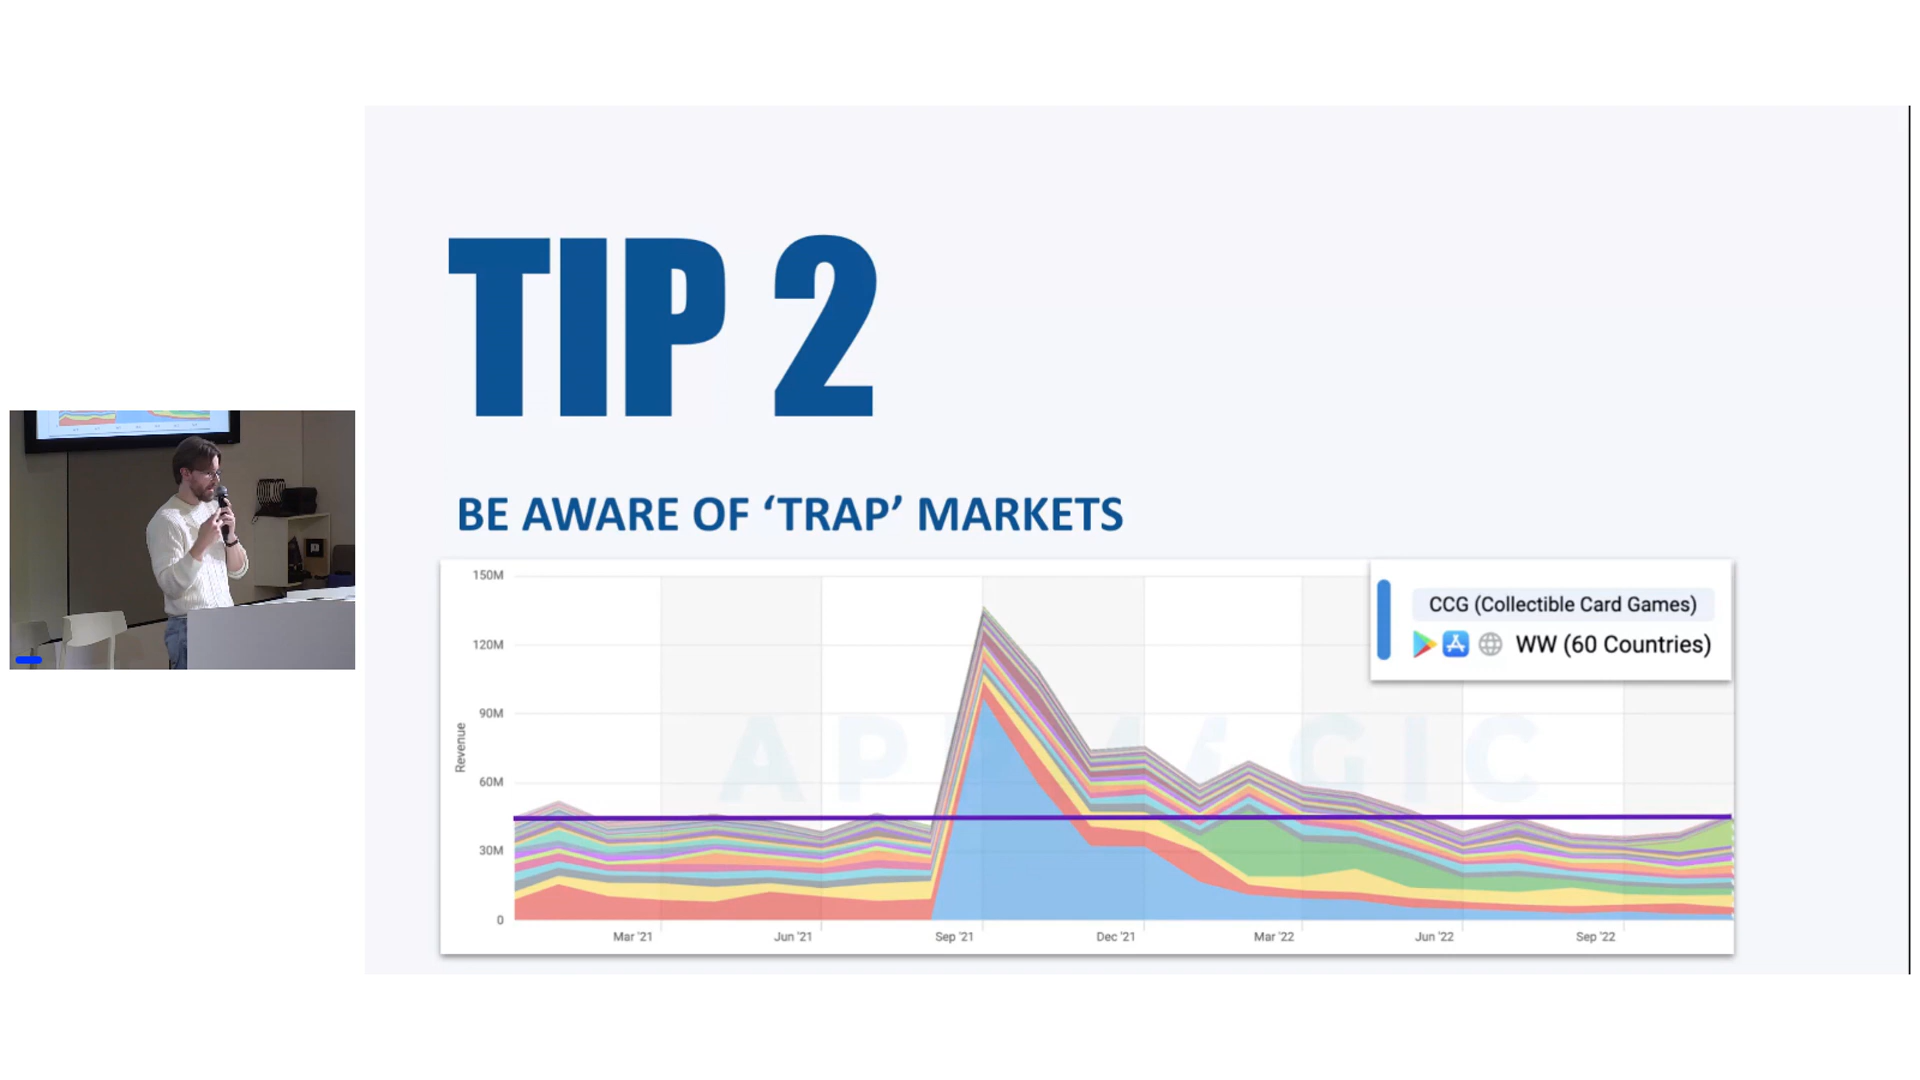 TIP 2
BE AWARE OF ‘TRAP’ MARKETS
150M
120M
90M
60M
30M
0
Revenue
Mar '21
Jun '21
Sep '21
Dec '21
Mar '22
Jun '22
Sep '22
CCG (Collectible Card Games)
WW (60 Countries)
APPMAGIC